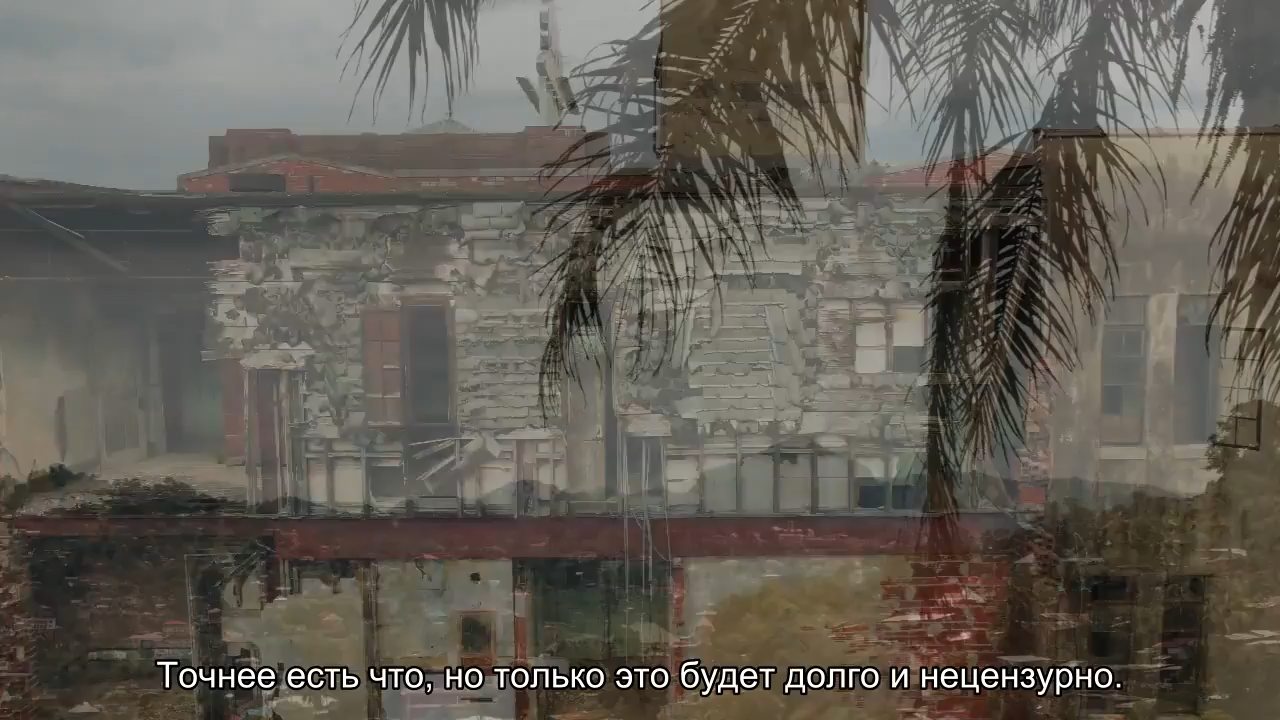 Точнее есть что, но только это будет долго и нецензурно.